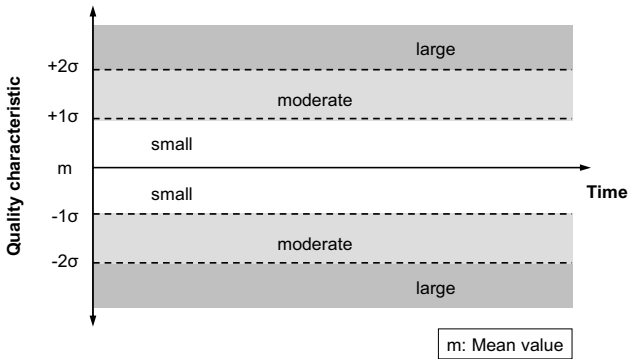 large
+2σ
moderate
+1σ
small
m
small
Time
-1σ
moderate
-2σ
large
Quality characteristic
m: Mean value